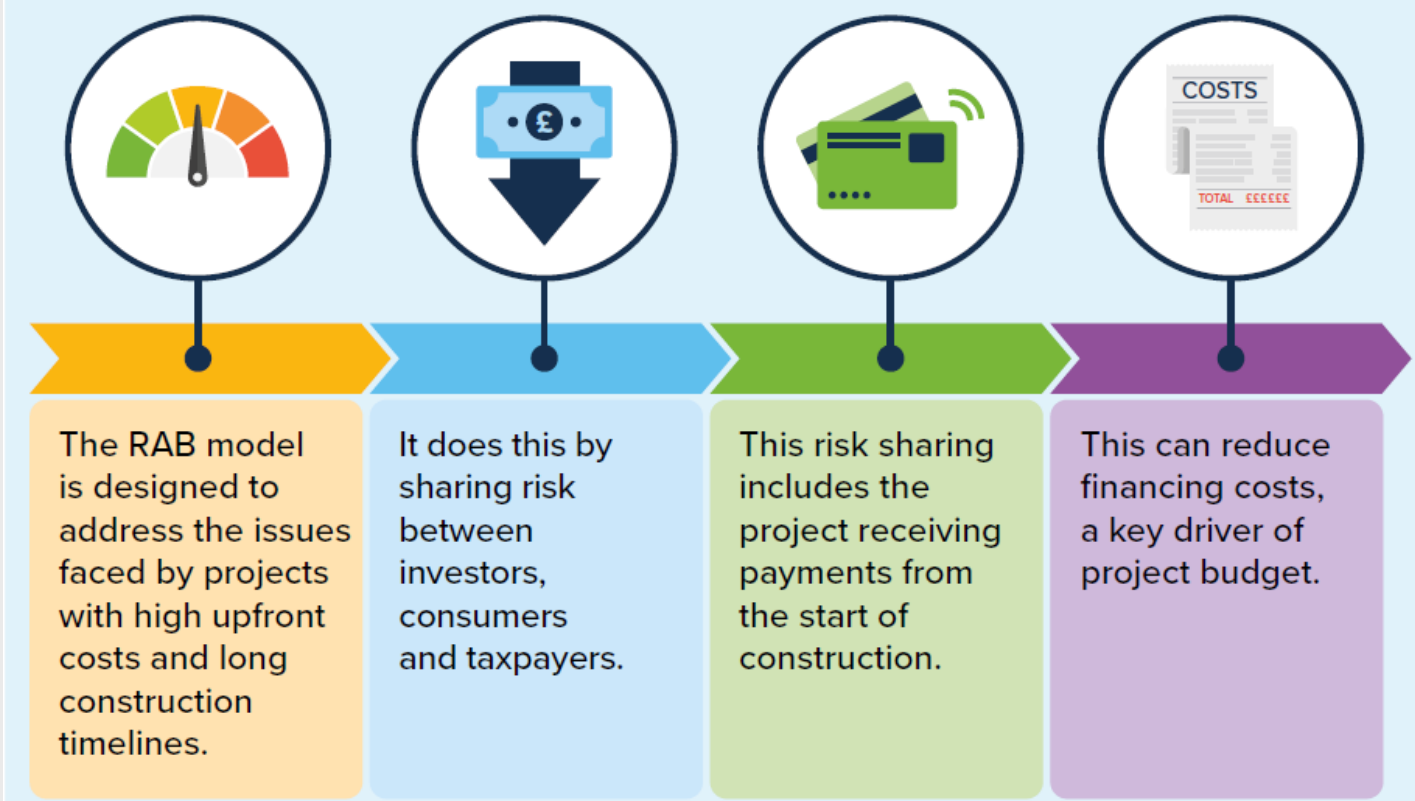 £
COSTS
TOTAL ££££££
The RAB model
is designed to
address the issues
faced by projects
with high upfront
costs and long
construction
timelines.
It does this by
sharing risk
between
investors,
consumers
and taxpayers.
This risk sharing
includes the
project receiving
payments from
the start of
construction.
This can reduce
financing costs,
a key driver of
project budget.